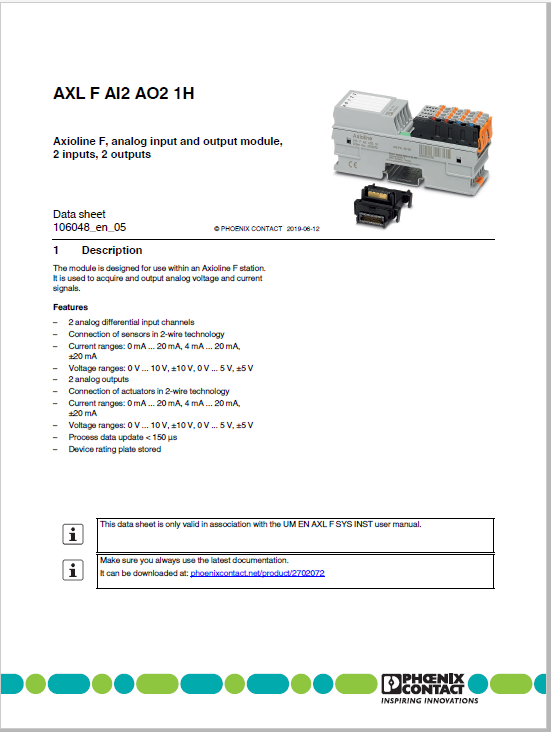 AXL F AI2 AO2 1H
Axioline F, analog input and output module,
2 inputs, 2 outputs
Data sheet
106048_en_05
© PHOENIX CONTACT 2019-06-12
1 Description
The module is designed for use within an Axioline F station.
It is used to acquire and output analog voltage and current
signals.
Features
– 2 analog differential input channels
– Connection of sensors in 2-wire technology
– Current ranges: 0 mA ... 20 mA, 4 mA ... 20 mA,
±20 mA
– Voltage ranges: 0 V ... 10 V, ±10 V, 0 V ... 5 V, ±5 V
– 2 analog outputs
– Connection of actuators in 2-wire technology
– Current ranges: 0 mA ... 20 mA, 4 mA ... 20 mA,
±20 mA
– Voltage ranges: 0 V ... 10 V, ±10 V, 0 V ... 5 V, ±5 V
– Process data update < 150 µs
– Device rating plate stored
This data sheet is only valid in association with the UM EN AXL F SYS INST user manual.
Make sure you always use the latest documentation.
It can be downloaded at: phoenixcontact.net/product/2702072
PHŒNIX
CONTACT
INSPIRING INNOVATIONS